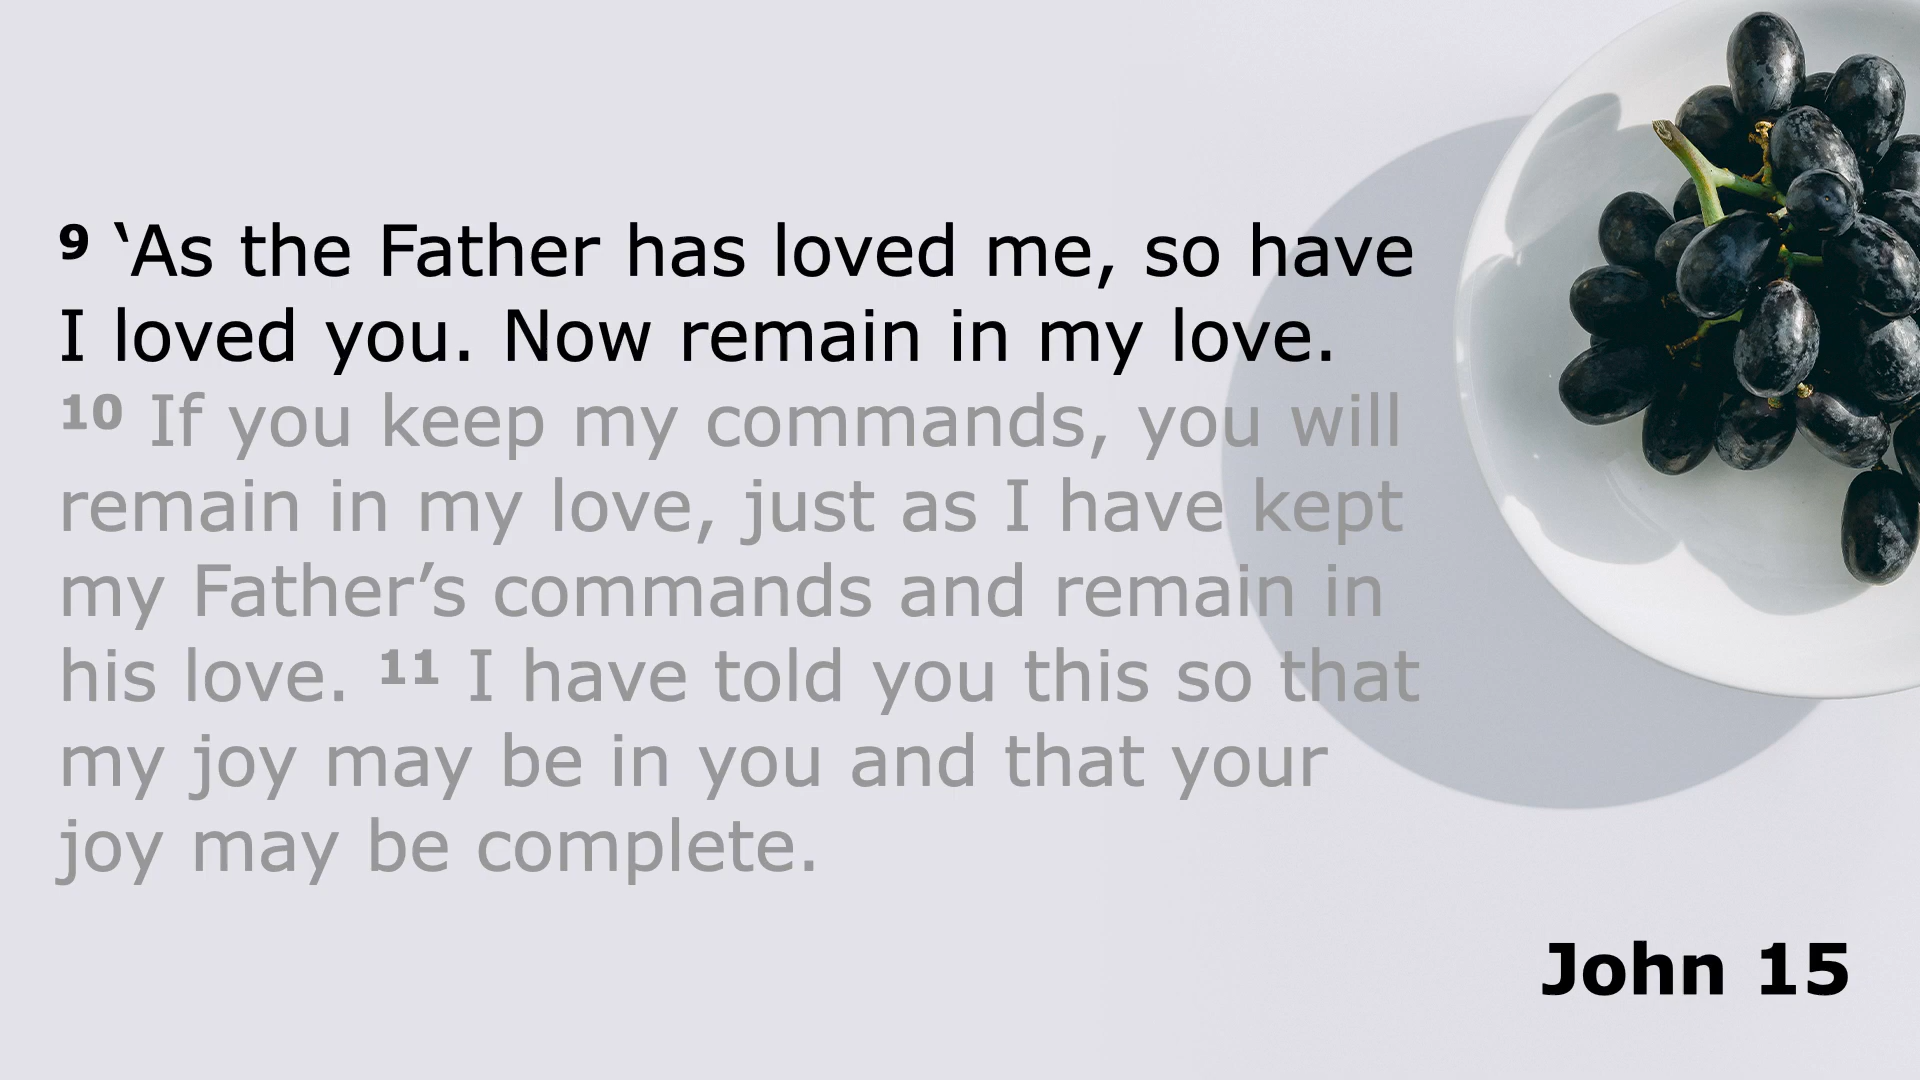 9 ‘As the Father has loved me, so have
I loved you. Now remain in my love.
10 If you keep my commands, you will
remain in my love, just as I have kept
my Father’s commands and remain in
his love. 11 I have told you this so that
my joy may be in you and that your
joy may be complete.
John 15